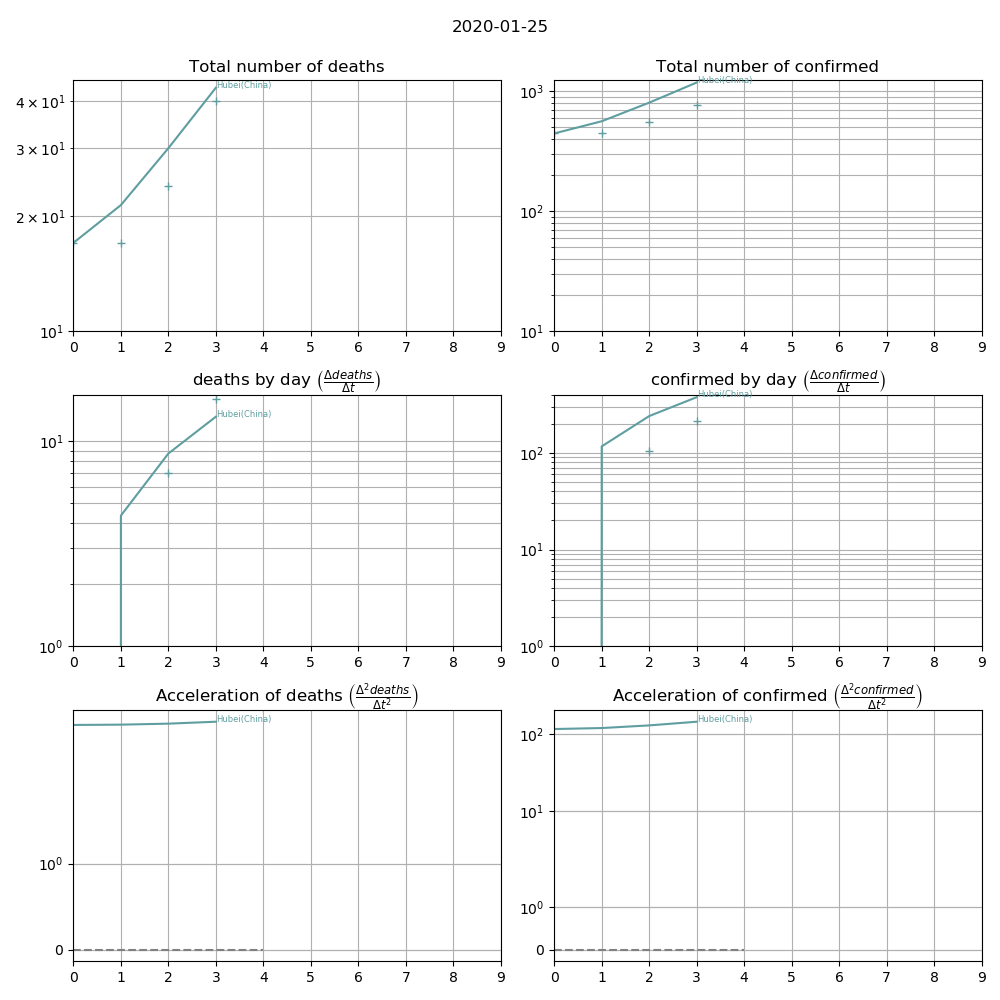 2020-01-25
Total number of deaths
Hubei(China)
4 × 10¹
3 × 10¹
2 × 10¹
10¹
0 1 2 3 4 5 6 7 8 9
Total number of confirmed
Hubei(China)
10³
10²
10¹
0 1 2 3 4 5 6 7 8 9
deaths by day (Δdeaths/Δt)
Hubei(China)
10¹
10⁰
0 1 2 3 4 5 6 7 8 9
confirmed by day (Δconfirmed/Δt)
Hubei(China)
10²
10¹
10⁰
0 1 2 3 4 5 6 7 8 9
Acceleration of deaths (Δ²deaths/Δt²)
Hubei(China)
10⁰
0
0 1 2 3 4 5 6 7 8 9
Acceleration of confirmed (Δ²confirmed/Δt²)
Hubei(China)
10²
10¹
10⁰
0
0 1 2 3 4 5 6 7 8 9